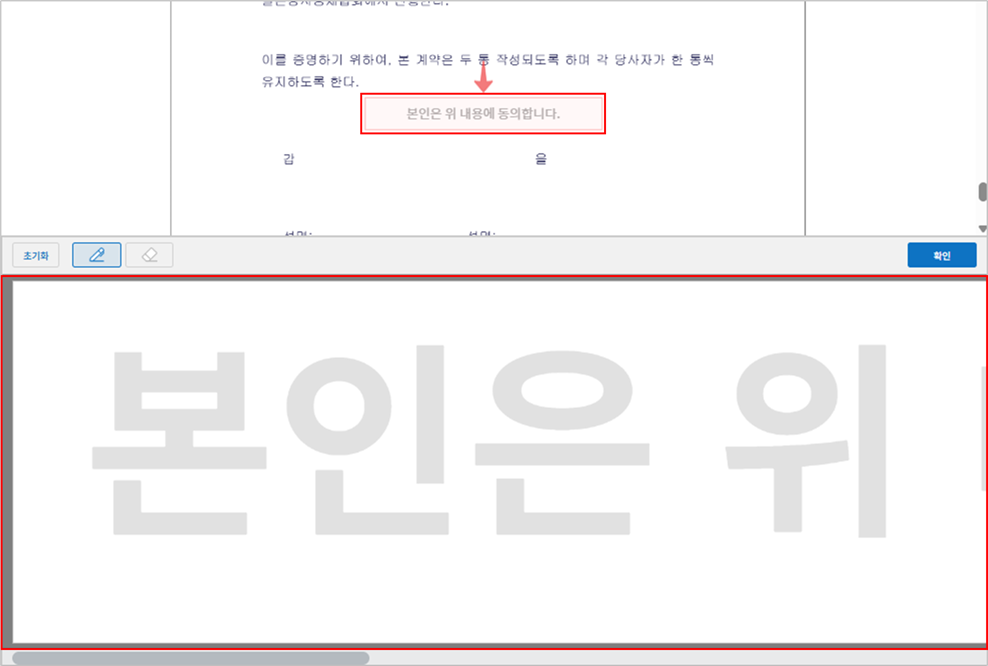 이를 증명하기 위하여, 본 계약은 두 통 작성되도록 하며 각 당사자가 한 통씩
유지하도록 한다.
본인은 위 내용에 동의합니다.
갑 을
초기화 확인
본인은 위